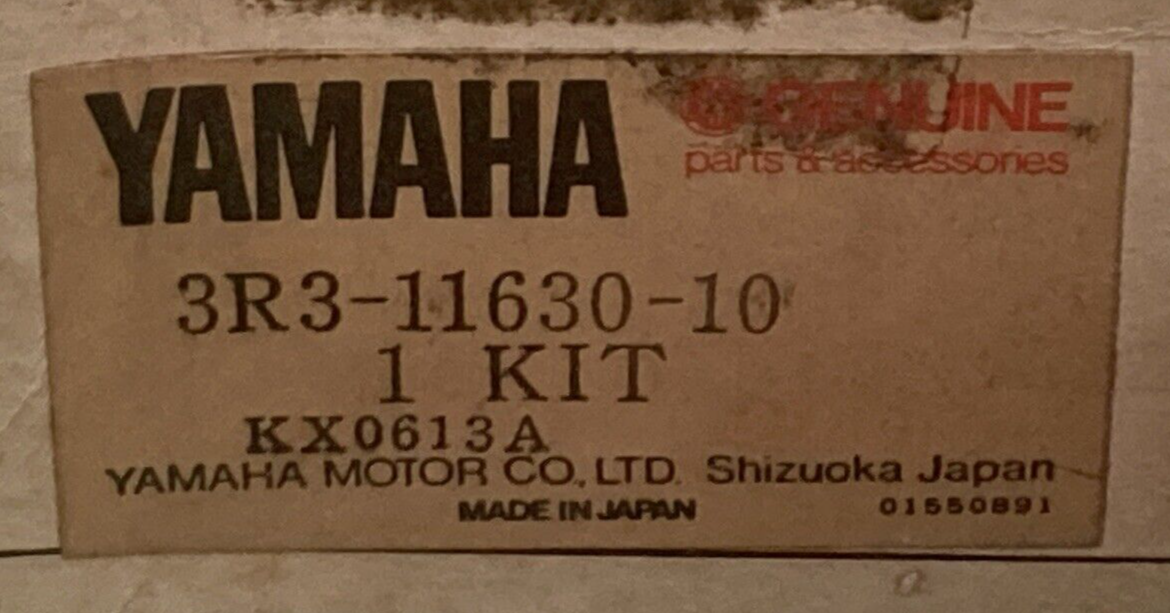 YAMAHA
GENUINE
parts & accessories
3R3-11630-10
1 KIT
KX0613A
YAMAHA MOTOR CO., LTD. Shizuoka Japan
MADE IN JAPAN
01550891